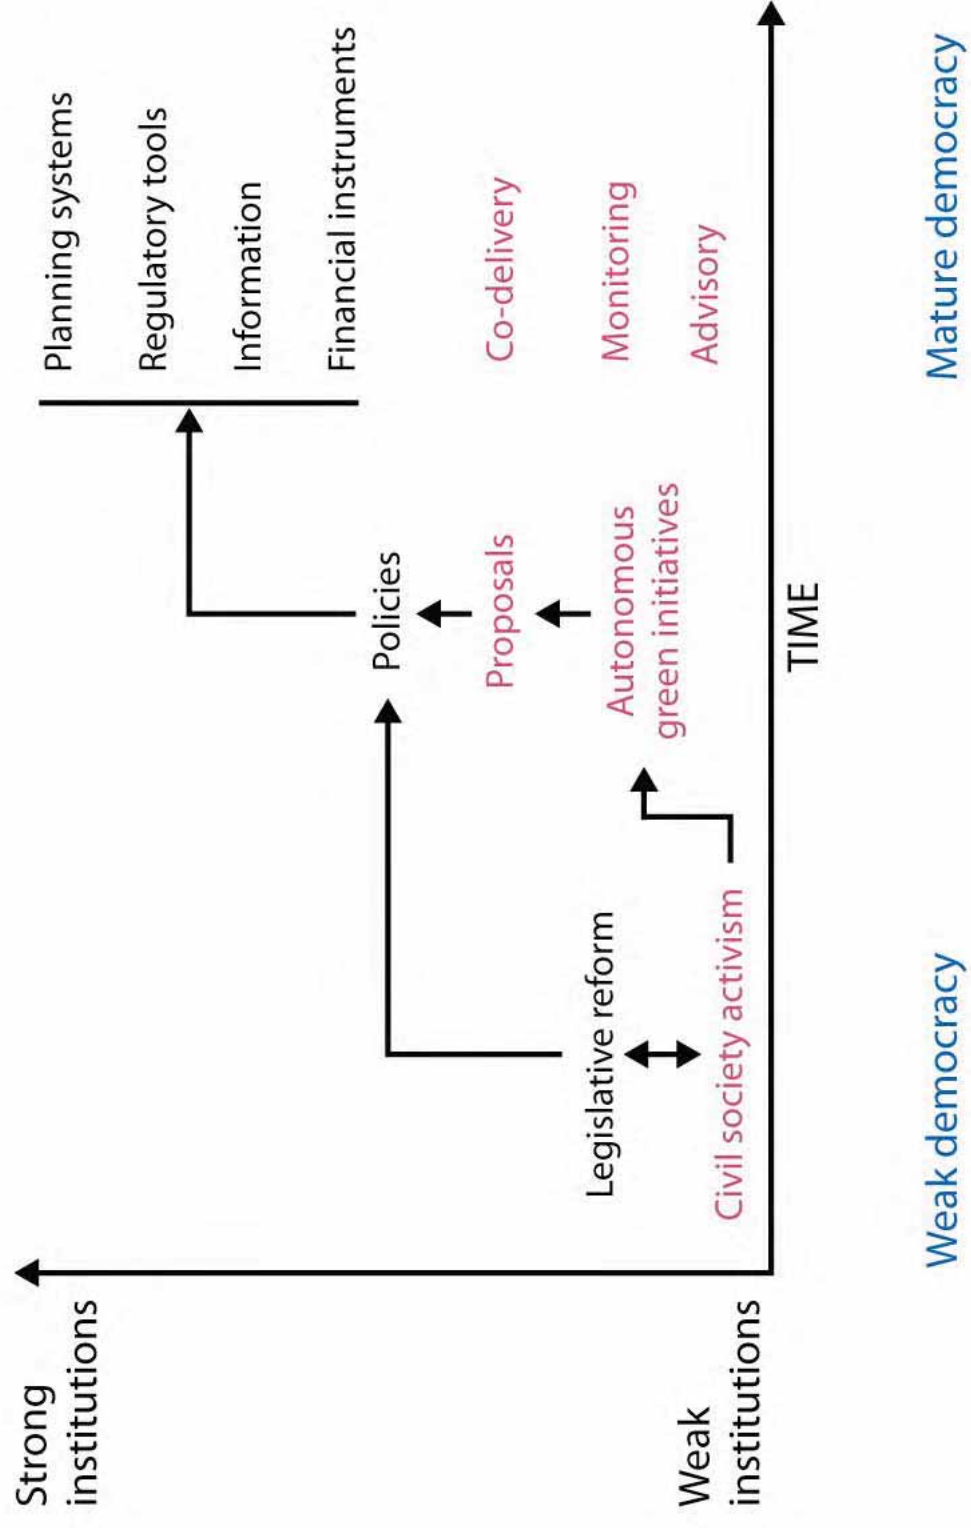 Strong
institutions
Planning systems
Regulatory tools
Information
Financial instruments
Policies
Proposals
Co-delivery
Legislative reform
Autonomous
green initiatives
Monitoring
Civil society activism
Advisory
Weak
institutions
TIME
Weak democracy
Mature democracy